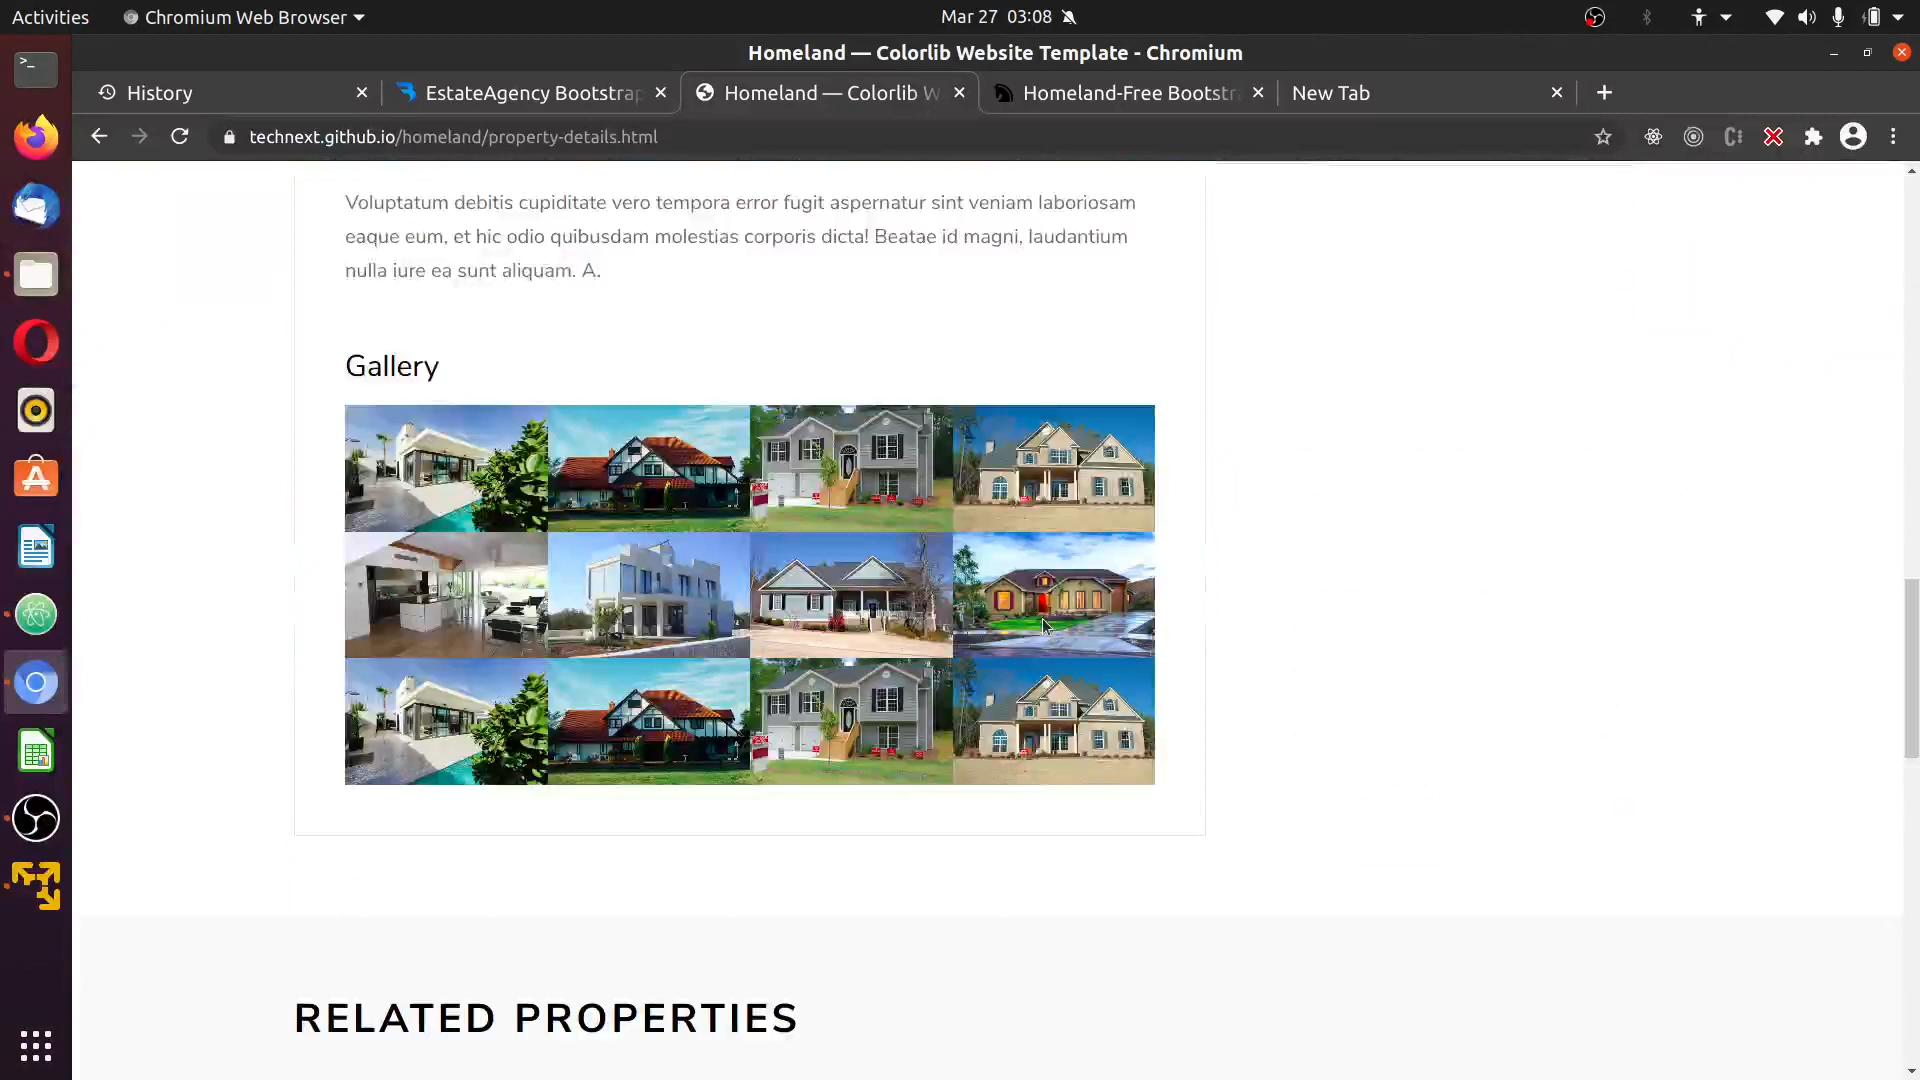 Activities
Chromium Web Browser
Mar 27 03:08
Homeland — Colorlib Website Template - Chromium
History
EstateAgency Bootstrap
Homeland — Colorlib W
Homeland-Free Bootstr
New Tab
technext.github.io/homeland/property-details.html
Voluptatum debitis cupiditate vero tempora error fugit aspernatur sint veniam laboriosam
eaque eum, et hic odio quibusdam molestias corporis dicta! Beatae id magni, laudantium
nulla iure ea sunt aliquam. A.
Gallery
RELATED PROPERTIES